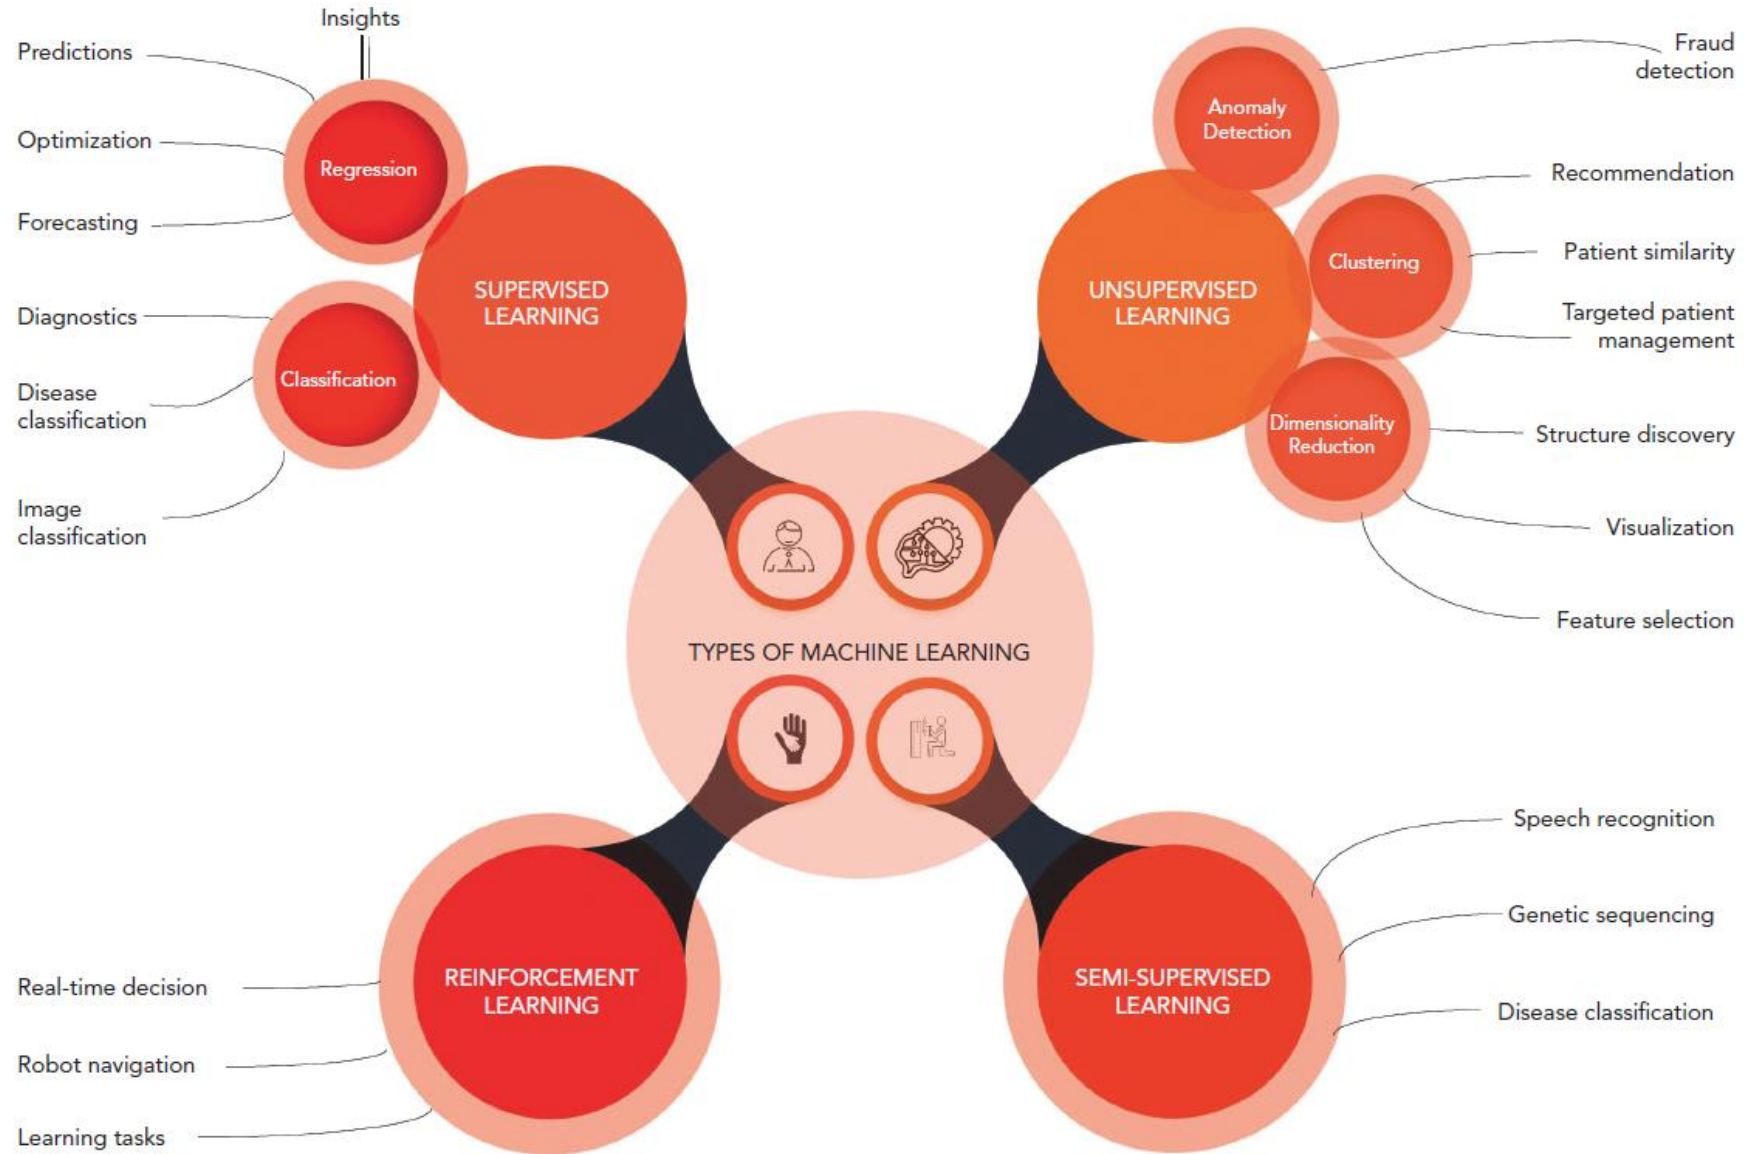 Insights
Predictions
Optimization
Forecasting
Regression
Diagnostics
Disease
classification
Image
classification
Classification
SUPERVISED
LEARNING
Fraud
detection
Anomaly
Detection
Recommendation
Patient similarity
Targeted patient
management
Clustering
UNSUPERVISED
LEARNING
Dimensionality
Reduction
Structure discovery
Visualization
Feature selection
TYPES OF MACHINE LEARNING
REINFORCEMENT
LEARNING
Real-time decision
Robot navigation
Learning tasks
SEMI-SUPERVISED
LEARNING
Speech recognition
Genetic sequencing
Disease classification